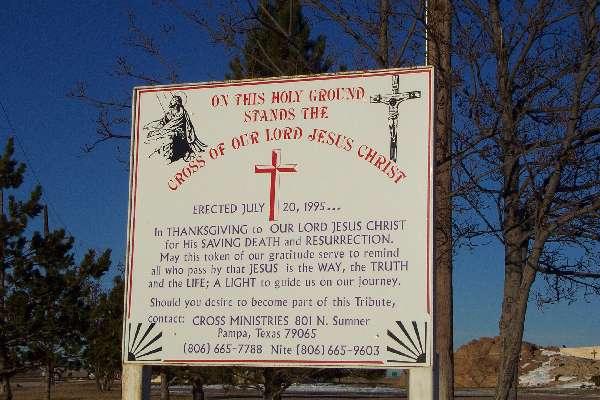 ON THIS HOLY GROUND
STANDS THE
CROSS OF OUR LORD JESUS CHRIST
ERECTED JULY 20, 1995...
In THANKSGIVING to OUR LORD JESUS CHRIST
for His SAVING DEATH and RESURRECTION.
May this token of our gratitude serve to remind
all who pass by that JESUS is the WAY, the TRUTH
and the LIFE; A LIGHT to guide us on our journey.
Should you desire to become part of this Tribute,
contact: CROSS MINISTRIES 801 N. Sumner
Pampa, Texas 79065
(806) 665-7788 Nite (806) 665-9603